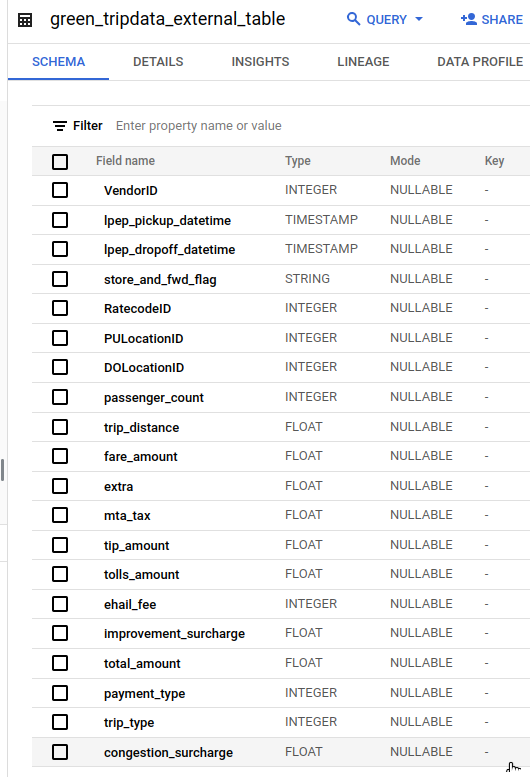 green_tripdata_external_table QUERY SHARE
SCHEMA DETAILS INSIGHTS LINEAGE DATA PROFILE
Filter Enter property name or value
Field name Type Mode Key
VendorID INTEGER NULLABLE -
lpep_pickup_datetime TIMESTAMP NULLABLE -
lpep_dropoff_datetime TIMESTAMP NULLABLE -
store_and_fwd_flag STRING NULLABLE -
RatecodeID INTEGER NULLABLE -
PULocationID INTEGER NULLABLE -
DOLocationID INTEGER NULLABLE -
passenger_count INTEGER NULLABLE -
trip_distance FLOAT NULLABLE -
fare_amount FLOAT NULLABLE -
extra FLOAT NULLABLE -
mta_tax FLOAT NULLABLE -
tip_amount FLOAT NULLABLE -
tolls_amount FLOAT NULLABLE -
ehail_fee INTEGER NULLABLE -
improvement_surcharge FLOAT NULLABLE -
total_amount FLOAT NULLABLE -
payment_type INTEGER NULLABLE -
trip_type INTEGER NULLABLE -
congestion_surcharge FLOAT NULLABLE -